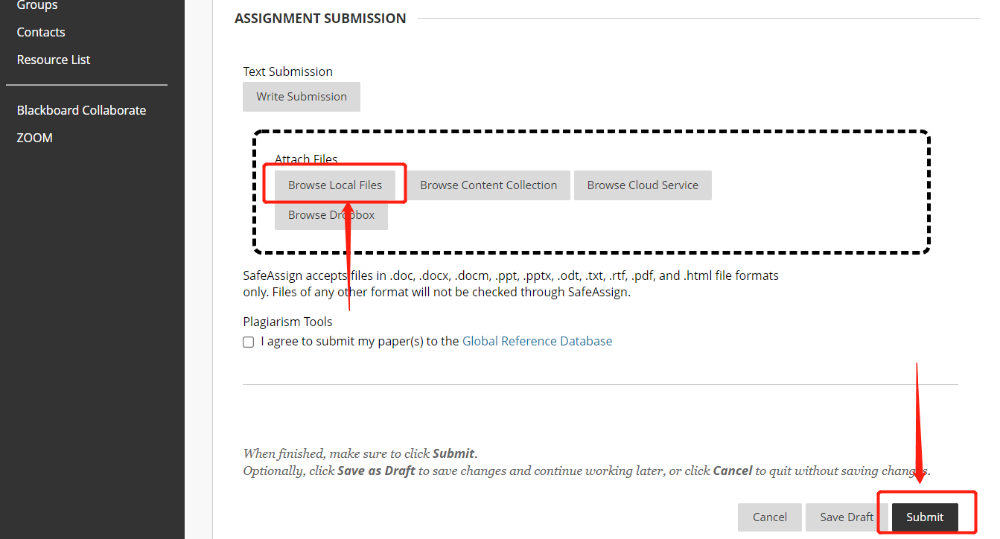 Groups
Contacts
Resource List
Blackboard Collaborate
ZOOM
ASSIGNMENT SUBMISSION
Text Submission
Write Submission
Attach Files
Browse Local Files
Browse Content Collection
Browse Cloud Service
Browse Dropbox
SafeAssign accepts files in .doc, .docx, .docm, .ppt, .pptx, .odt, .txt, .rtf, .pdf, and .html file formats
only. Files of any other format will not be checked through SafeAssign.
Plagiarism Tools
I agree to submit my paper(s) to the Global Reference Database
When finished, make sure to click Submit.
Optionally, click Save as Draft to save changes and continue working later, or click Cancel to quit without saving changes.
Cancel
Save Draft
Submit